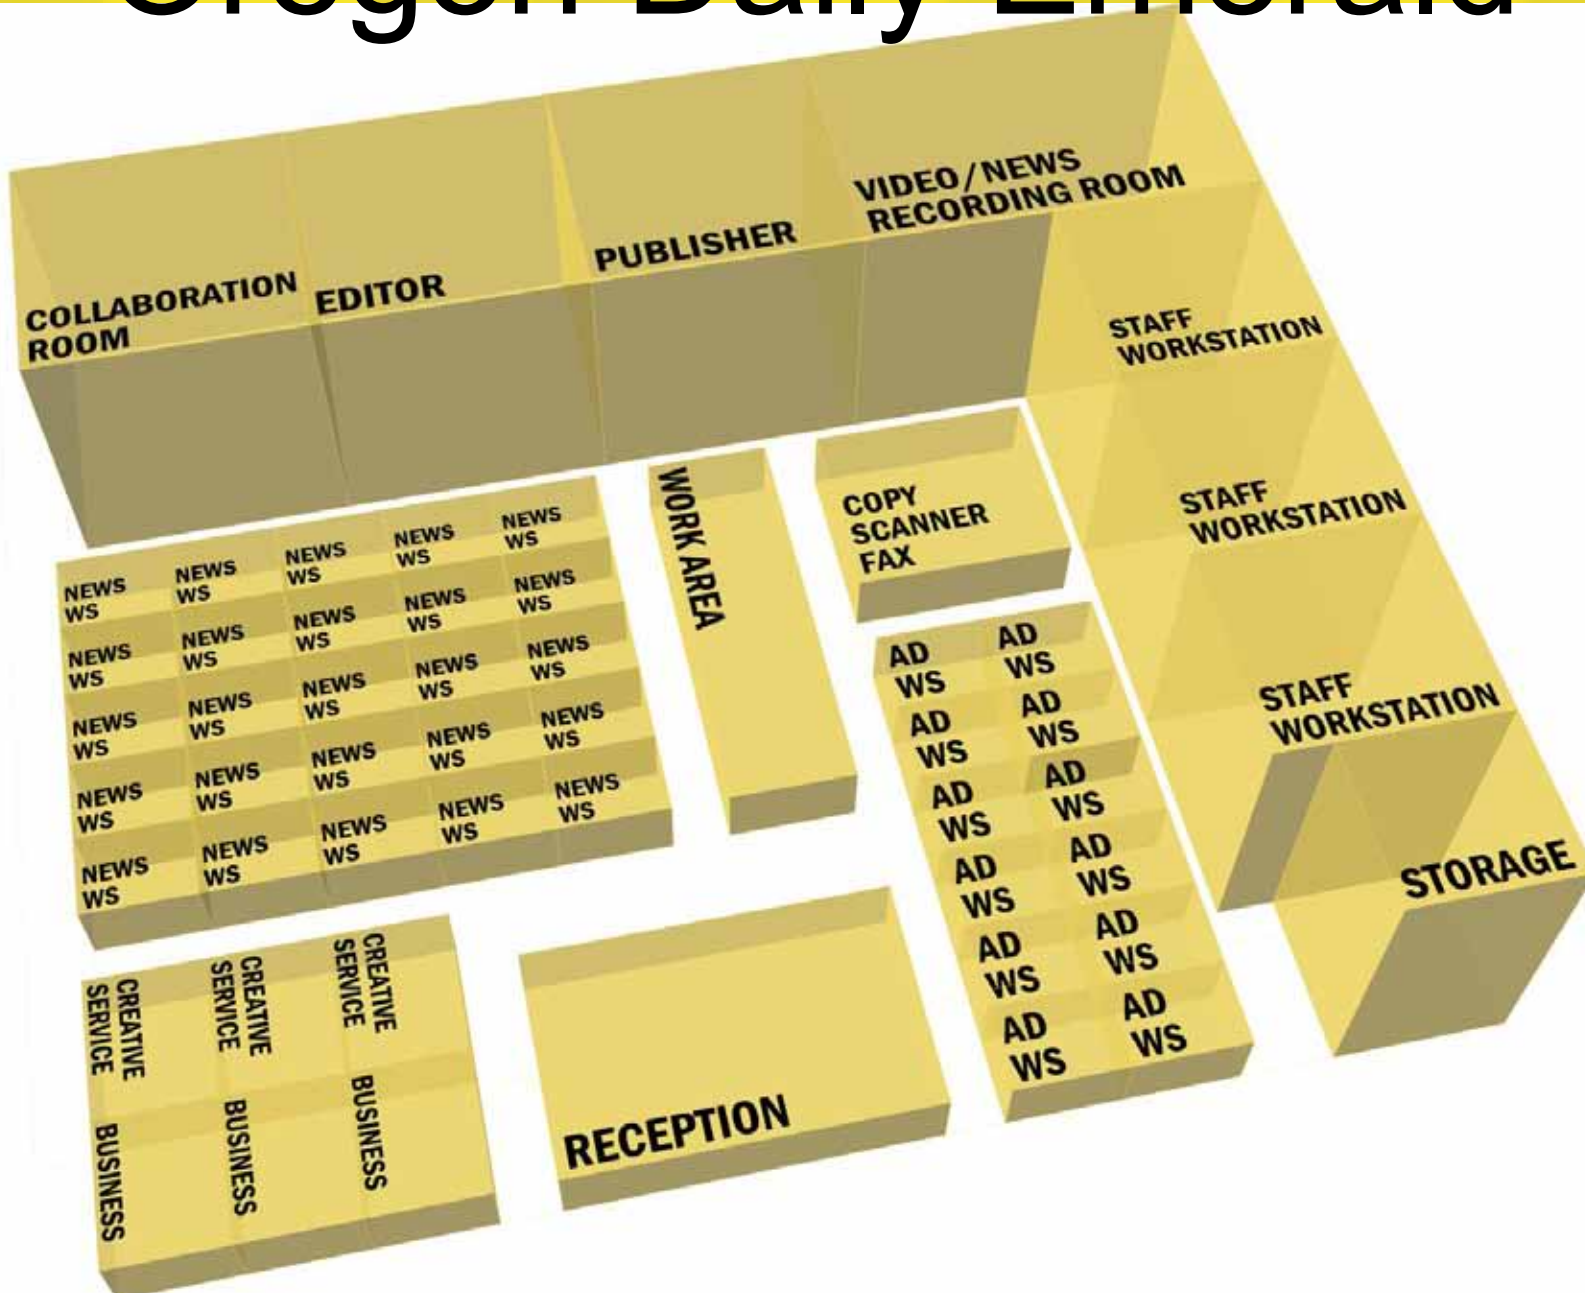 Oregon Daily Emerald
VIDEO/NEWS
RECORDING ROOM
PUBLISHER
EDITOR
COLLABORATION
ROOM
STAFF
WORKSTATION
STAFF
WORKSTATION
STAFF
WORKSTATION
STORAGE
COPY
SCANNER
FAX
WORK AREA
NEWS
WS
NEWS
WS
NEWS
WS
NEWS
WS
NEWS
WS
NEWS
WS
NEWS
WS
NEWS
WS
NEWS
WS
NEWS
WS
NEWS
WS
NEWS
WS
NEWS
WS
NEWS
WS
NEWS
WS
NEWS
WS
NEWS
WS
NEWS
WS
NEWS
WS
NEWS
WS
NEWS
WS
NEWS
WS
NEWS
WS
NEWS
WS
NEWS
WS
AD
WS
AD
WS
AD
WS
AD
WS
AD
WS
AD
WS
AD
WS
AD
WS
AD
WS
AD
WS
AD
WS
AD
WS
CREATIVE
SERVICE
CREATIVE
SERVICE
CREATIVE
SERVICE
BUSINESS
BUSINESS
BUSINESS
RECEPTION